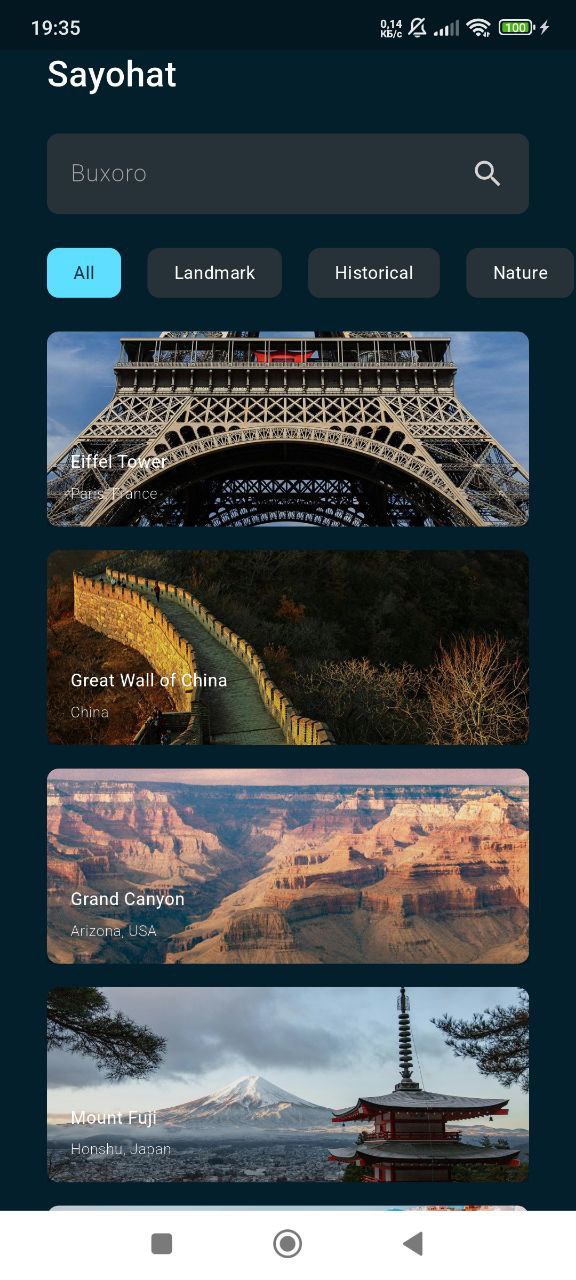 19:35
0,14
КБ/с
100
Sayohat
Buxoro
All
Landmark
Historical
Nature
Eiffel Tower
Paris, France
Great Wall of China
China
Grand Canyon
Arizona, USA
Mount Fuji
Honshu, Japan